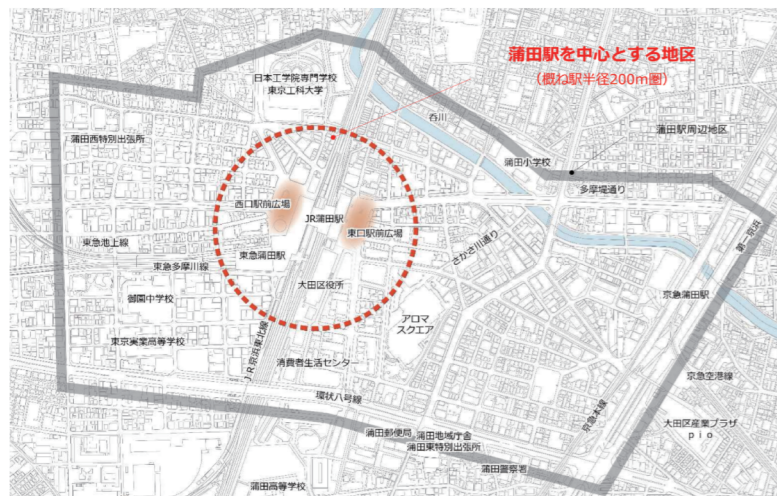 蒲田駅を中心とする地区
（概ね駅半径200m圏）
日本工学院専門学校
東京工科大学
呑川
蒲田西特別出張所
蒲田駅周辺地区
蒲田小学校
多摩堤通り
西口駅前広場
JR蒲田駅
東口駅前広場
第一京浜
東急池上線
東急多摩川線
東急蒲田駅
さかさ川通り
大田区役所
京急蒲田駅
御園中学校
アロマ
スクエア
東京実業高等学校
JR京浜東北線
消費者生活センター
京急空港線
環状八号線
京急本線
大田区産業プラザ
pio
蒲田郵便局
蒲田地域庁舎
蒲田東特別出張所
蒲田警察署
蒲田高等学校